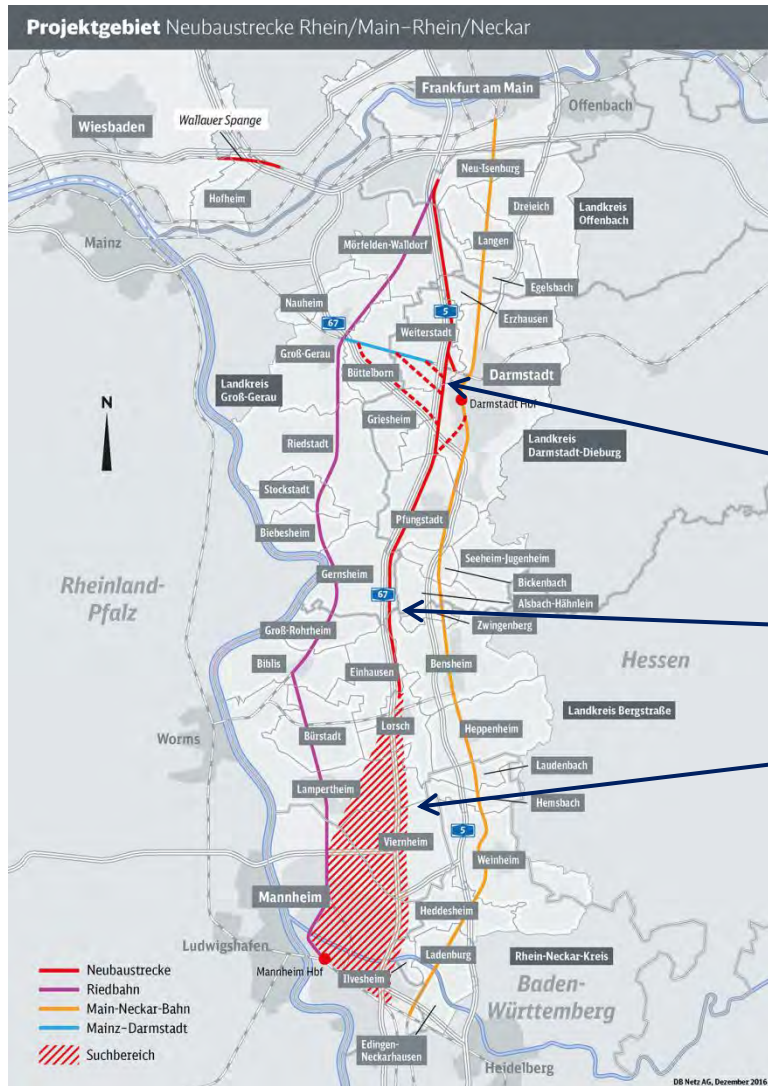 Projektgebiet Neubaustrecke Rhein/Main–Rhein/Neckar
Frankfurt am Main
Offenbach
Wiesbaden
Wallauer Spange
Neu-Isenburg
Hofheim
Dreieich
Landkreis
Offenbach
Mainz
Mörfelden-Walldorf
Langen
Egelsbach
Nauheim
5
Erzhausen
67
Weiterstadt
Groß-Gerau
Büttelborn
Darmstadt
Landkreis
Groß-Gerau
N
Darmstadt Hbf
Griesheim
Landkreis
Darmstadt-Dieburg
Riedstadt
Stockstadt
Pfungstadt
Biebesheim
Seeheim-Jugenheim
Gernsheim
Bickenbach
Rheinland-
Pfalz
67
Alsbach-Hähnlein
Zwingenberg
Groß-Rohrheim
Hessen
Biblis
Einhausen
Bensheim
Landkreis Bergstraße
Lorsch
Worms
Bürstadt
Heppenheim
Laudenbach
Lampertheim
Hemsbach
5
Viernheim
Weinheim
Mannheim
Heddesheim
Ludwigshafen
Ladenburg
Rhein-Neckar-Kreis
Mannheim Hbf
Ilvesheim
Baden-
Württemberg
Edingen-
Neckarhausen
Heidelberg
Neubaustrecke
Riedbahn
Main-Neckar-Bahn
Mainz–Darmstadt
Suchbereich
DB Netz AG, Dezember 2016